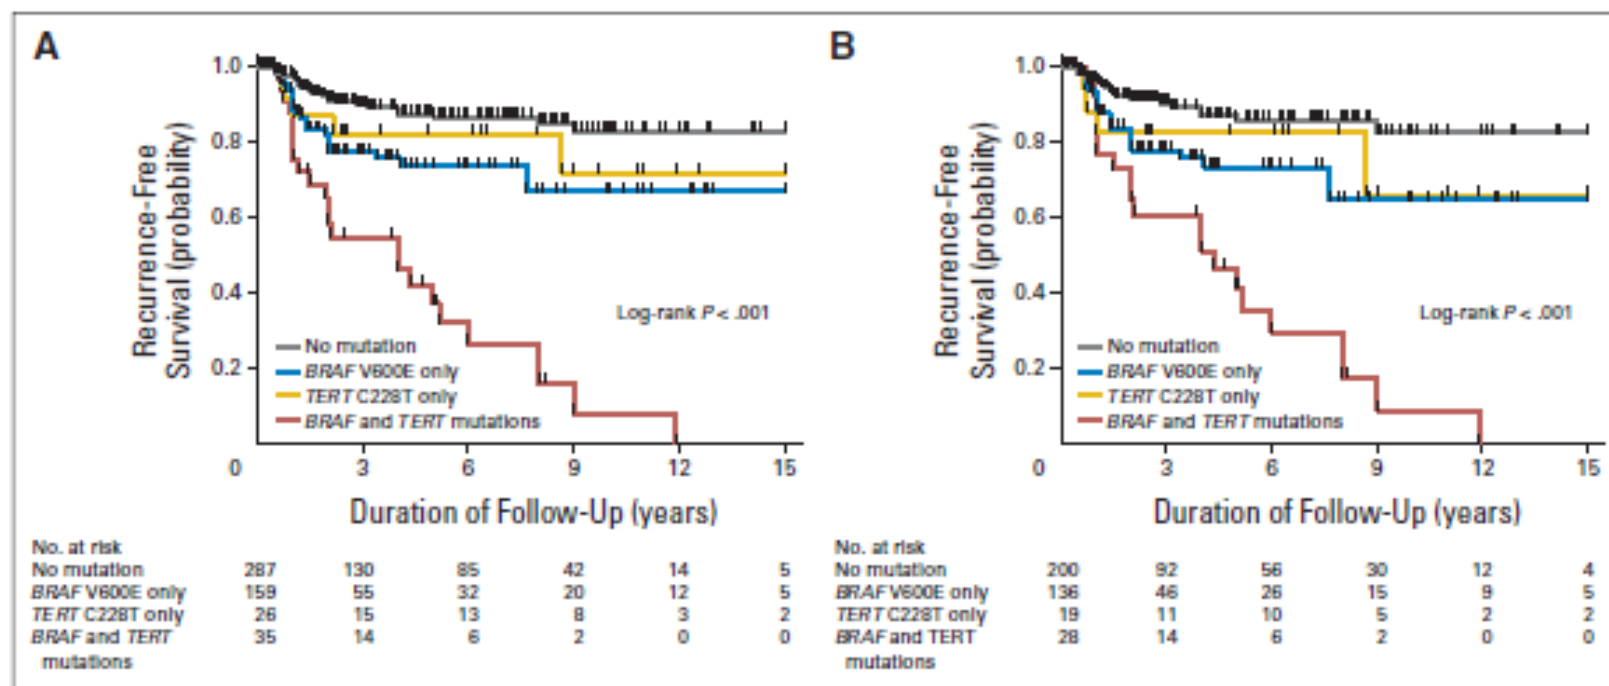 A
1.0
0.8
0.6
0.4
0.2
Recurrence-Free
Survival (probability)
Log-rank P < .001
No mutation
BRAF V600E only
TERT C228T only
BRAF and TERT mutations
0 3 6 9 12 15
Duration of Follow-Up (years)
No. at risk
No mutation 287 130 85 42 14 5
BRAF V600E only 159 55 32 20 12 5
TERT C228T only 26 15 13 8 3 2
BRAF and TERT 35 14 6 2 0 0
mutations
B
1.0
0.8
0.6
0.4
0.2
Recurrence-Free
Survival (probability)
Log-rank P < .001
No mutation
BRAF V600E only
TERT C228T only
BRAF and TERT mutations
0 3 6 9 12 15
Duration of Follow-Up (years)
No. at risk
No mutation 200 92 56 30 12 4
BRAF V600E only 136 46 26 15 9 5
TERT C228T only 19 11 10 5 2 2
BRAF and TERT 28 14 6 2 0 0
mutations